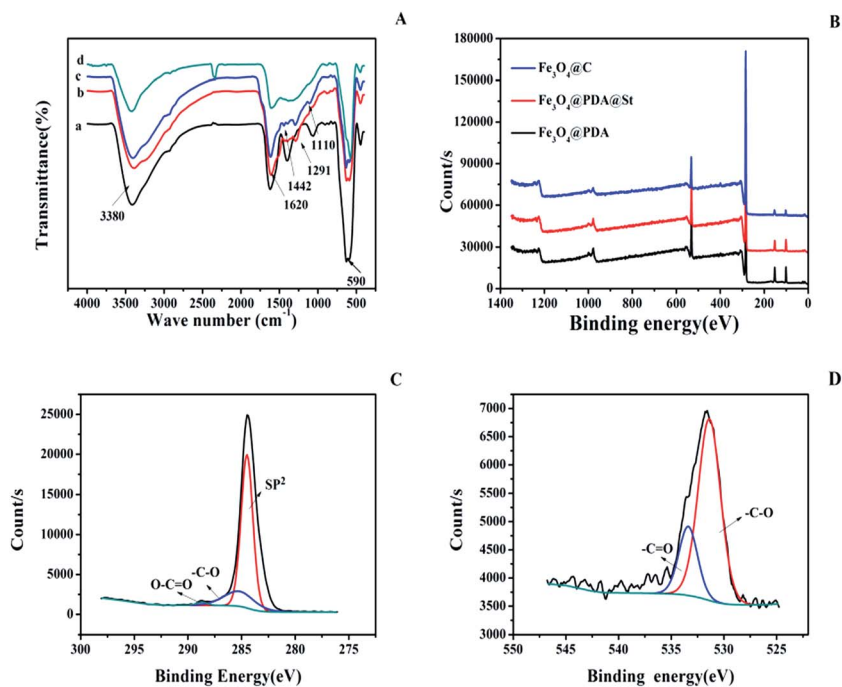 A
Transmittance(%)
d
c
b
a
3380
1620
1442
1291
1110
590
4000 3500 3000 2500 2000 1500 1000 500
Wave number (cm⁻¹)
B
Count/s
180000
150000
120000
90000
60000
30000
0
Fe₃O₄@C
Fe₃O₄@PDA@St
Fe₃O₄@PDA
1400 1200 1000 800 600 400 200 0
Binding energy(eV)
C
Count/s
25000
20000
15000
10000
5000
0
SP²
-C-O
O-C=O
300 295 290 285 280 275
Binding Energy(eV)
D
Count/s
7000
6500
6000
5500
5000
4500
4000
3500
3000
-C=O
-C-O
550 545 540 535 530 525
Binding energy(eV)